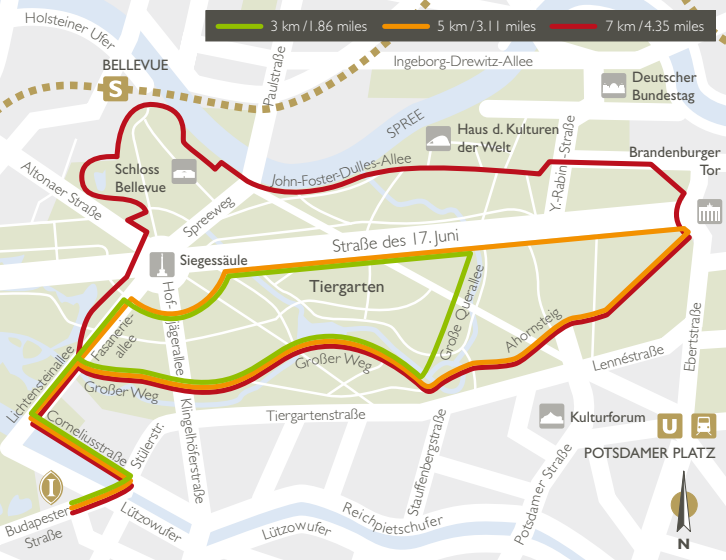 3 km /1.86 miles
5 km /3.11 miles
7 km /4.35 miles
Holsteiner Ufer
BELLEVUE
S
Paulstraße
Ingeborg-Drewitz-Allee
Deutscher
Bundestag
SPREE
Haus d. Kulturen
der Welt
Y.-Rabin-Straße
Brandenburger
Tor
Altonaer Straße
Schloss
Bellevue
John-Foster-Dulles-Allee
Spreeweg
Straße des 17. Juni
Siegessäule
Tiergarten
Hof-
jägerallee
Fasanerie-
allee
Große Querallee
Ahornsteig
Ebertstraße
Lennéstraße
Lichtensteinallee
Großer Weg
Großer Weg
Tiergartenstraße
Kulturforum
U
POTSDAMER PLATZ
Corneliusstraße
Stülerstr.
Klingelhöferstraße
Stauffenbergstraße
Potsdamer Straße
I
Budapester
Straße
Lützowufer
Lützowufer
Reichpietschufer
N